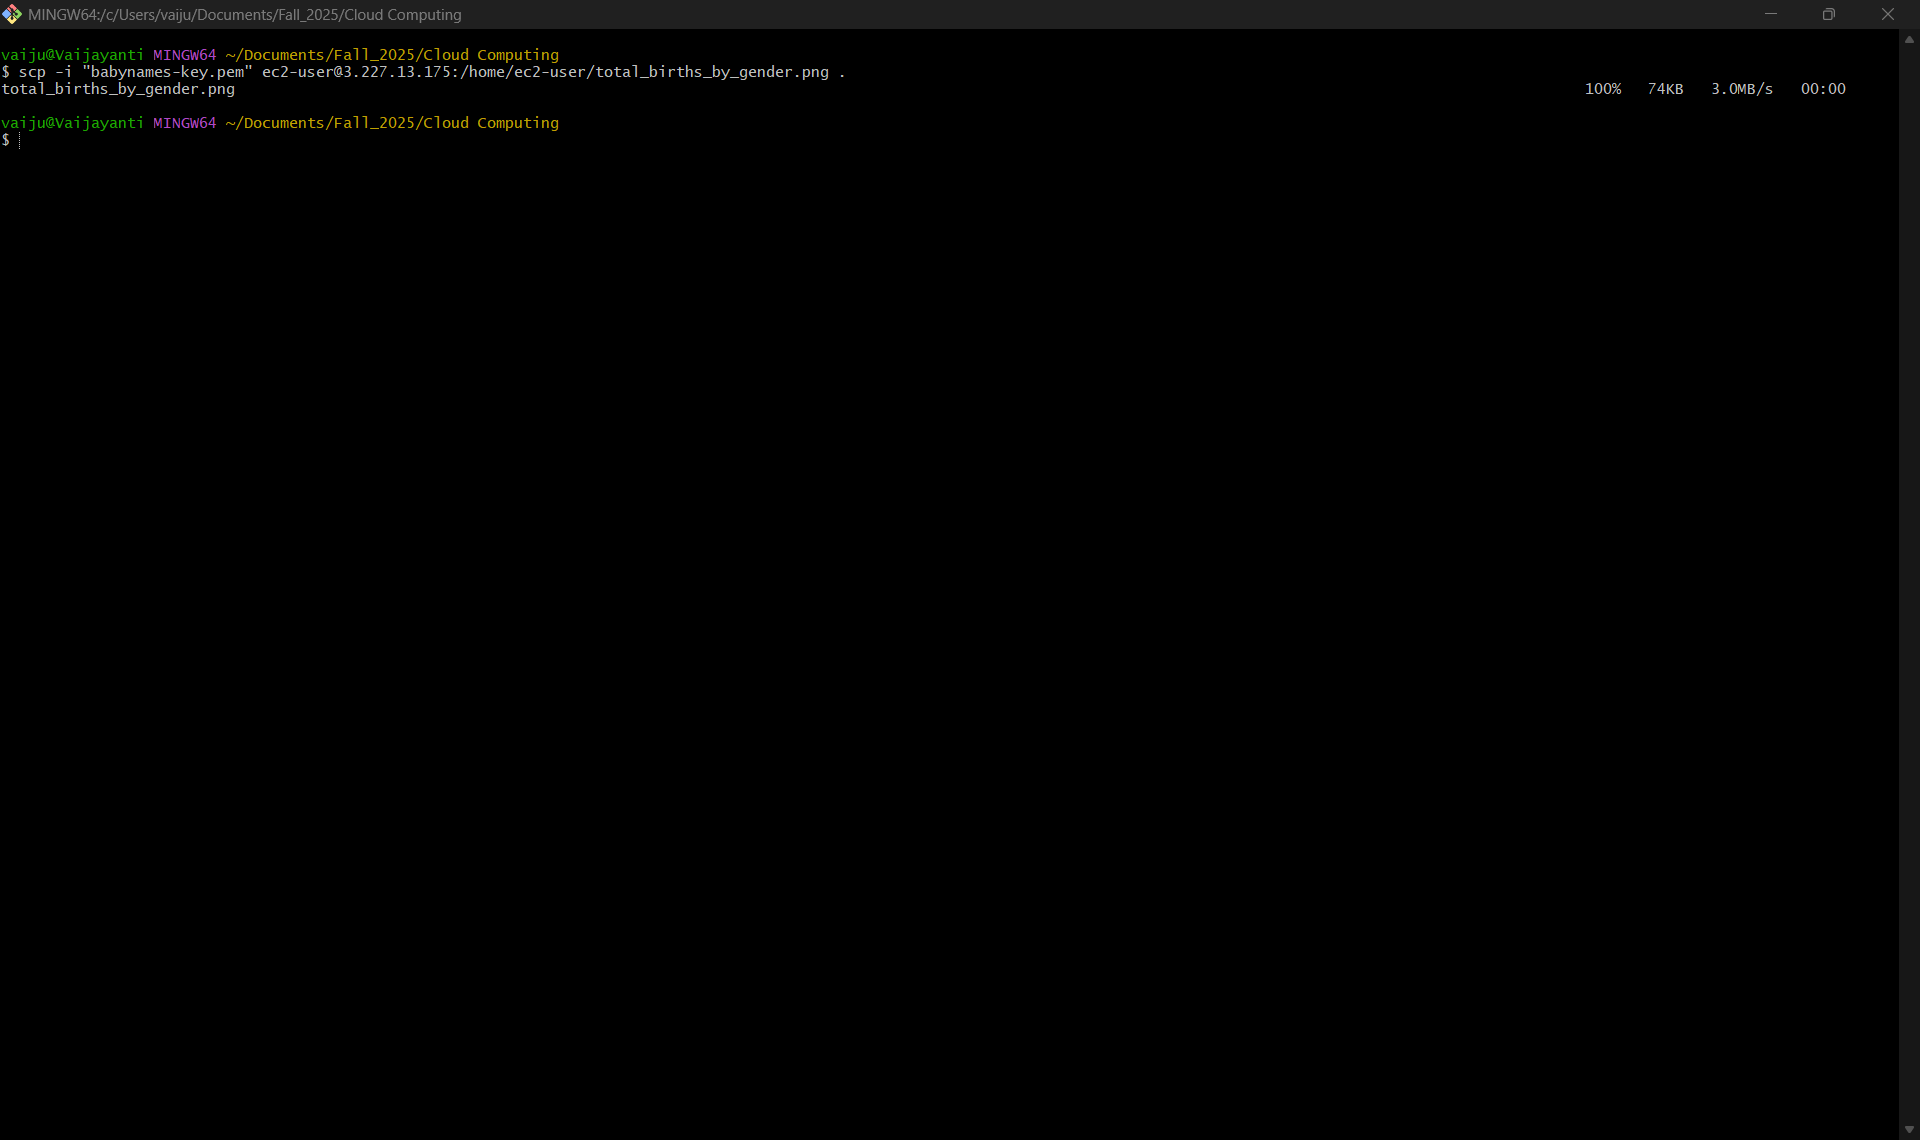 MINGW64:/c/Users/vaiju/Documents/Fall_2025/Cloud Computing
vaiju@Vaijayanti MINGW64 ~/Documents/Fall_2025/Cloud Computing
$ scp -i "babynames-key.pem" ec2-user@3.227.13.175:/home/ec2-user/total_births_by_gender.png .
total_births_by_gender.png 100% 74KB 3.0MB/s 00:00
vaiju@Vaijayanti MINGW64 ~/Documents/Fall_2025/Cloud Computing
$